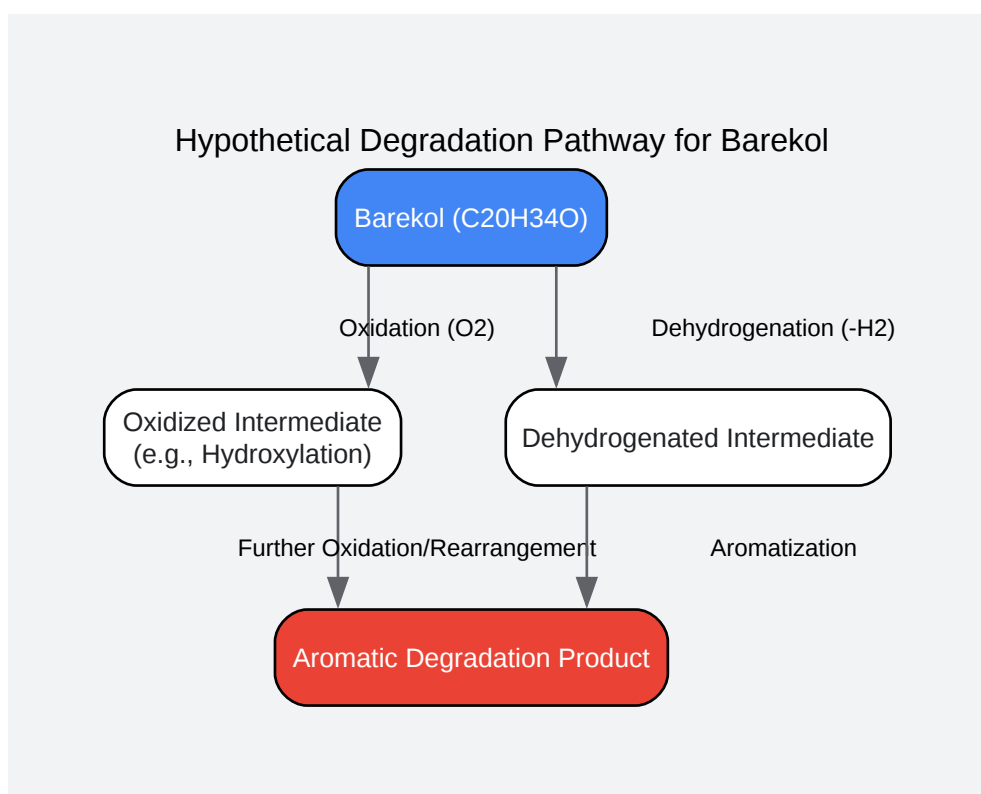 Hypothetical Degradation Pathway for Barekol
Barekol (C20H34O)
Oxidation (O2)
Dehydrogenation (-H2)
Oxidized Intermediate
(e.g., Hydroxylation)
Dehydrogenated Intermediate
Further Oxidation/Rearrangement
Aromatization
Aromatic Degradation Product